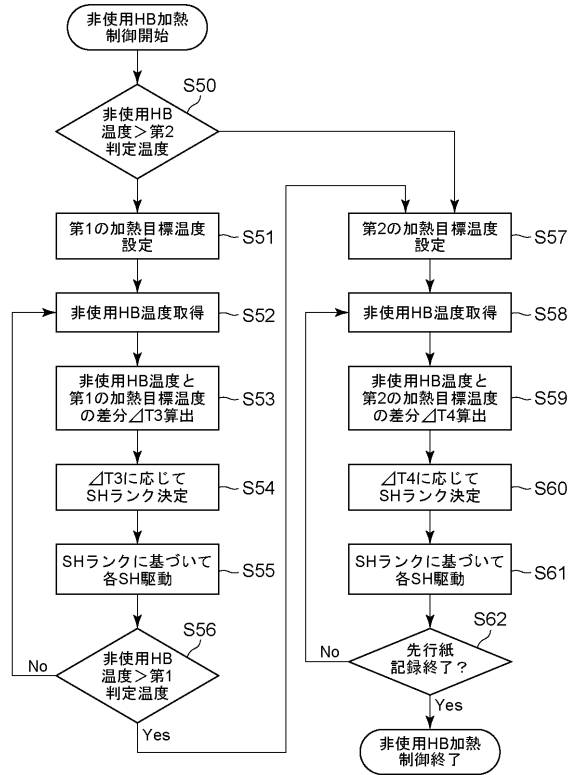 非使用HB加熱
制御開始
S50
非使用HB
温度＞第2
判定温度
第1の加熱目標温度
設定
S51
非使用HB温度取得
S52
非使用HB温度と
第1の加熱目標温度
の差分⊿T3算出
S53
⊿T3に応じて
SHランク決定
S54
SHランクに基づいて
各SH駆動
S55
S56
非使用HB
温度＞第1
判定温度
No
Yes
第2の加熱目標温度
設定
S57
非使用HB温度取得
S58
非使用HB温度と
第2の加熱目標温度
の差分⊿T4算出
S59
⊿T4に応じて
SHランク決定
S60
SHランクに基づいて
各SH駆動
S61
S62
先行紙
記録終了？
No
Yes
非使用HB加熱
制御終了